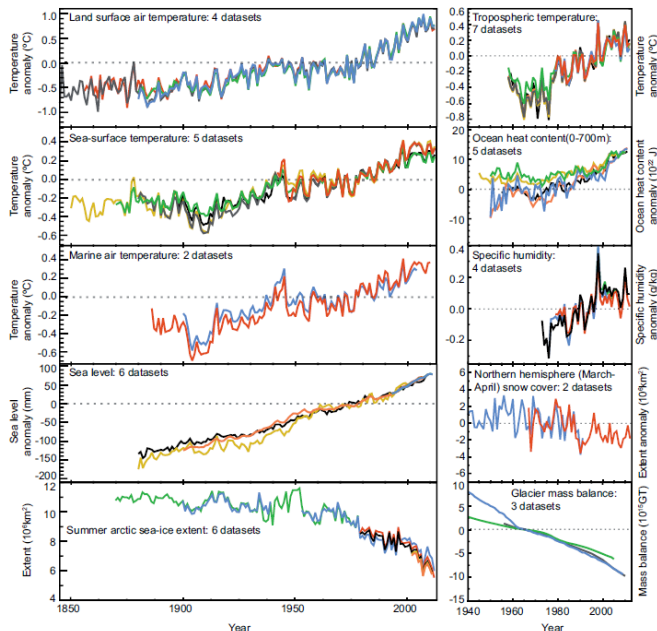 Land surface air temperature: 4 datasets
Temperature
anomaly (ºC)
1.0
0.5
0.0
-0.5
-1.0
Sea-surface temperature: 5 datasets
Temperature
anomaly (ºC)
0.4
0.2
0.0
-0.2
-0.4
-0.6
Marine air temperature: 2 datasets
Temperature
anomaly (ºC)
0.4
0.2
0.0
-0.2
-0.4
-0.6
Sea level: 6 datasets
Sea level
anomaly (mm)
100
50
0
-50
-100
-150
-200
Summer arctic sea-ice extent: 6 datasets
Extent (10⁶km²)
12
10
8
6
4
1850
1900
1950
2000
Year
Tropospheric temperature:
7 datasets
Temperature
anomaly (ºC)
0.6
0.4
0.2
0.0
-0.2
-0.4
-0.6
-0.8
Ocean heat content(0-700m):
5 datasets
Ocean heat content
anomaly (10²² J)
20
10
0
-10
Specific humidity:
4 datasets
Specific humidity
anomaly (g/kg)
0.4
0.2
0.0
-0.2
Northern hemisphere (March-
April) snow cover: 2 datasets
Extent anomaly (10⁶km²)
6
4
2
0
-2
-4
-6
Glacier mass balance:
3 datasets
Mass balance (10¹⁵GT)
10
5
0
-5
-10
-15
1940
1960
1980
2000
Year